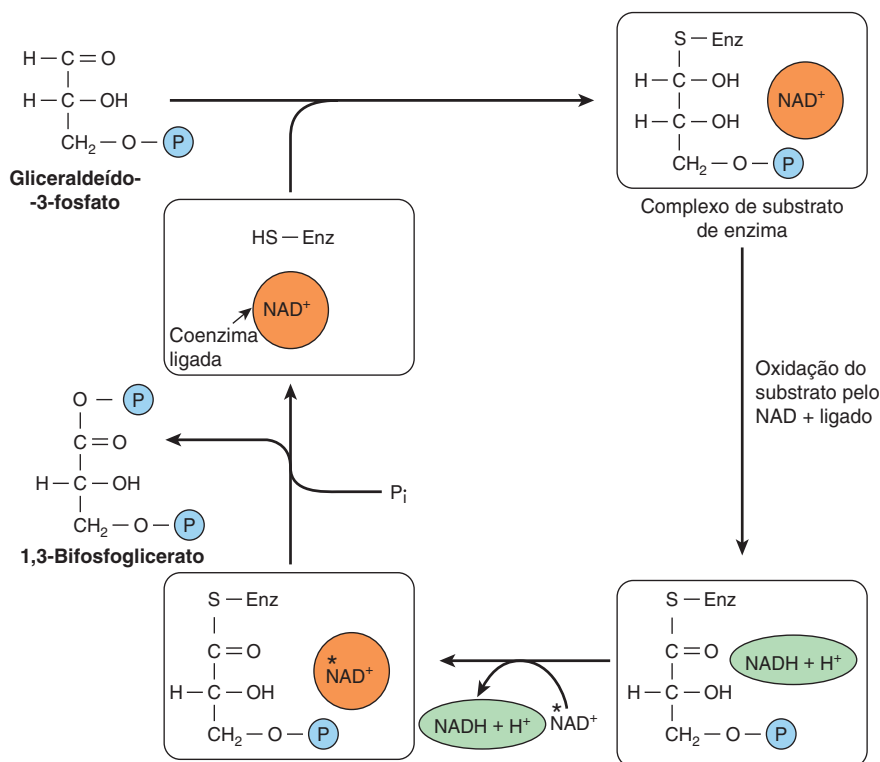 H — C = O
H — C — OH
CH₂ — O — P
Gliceraldeído-
-3-fosfato
S — Enz
H — C — OH
H — C — OH
CH₂ — O — P
NAD⁺
Complexo de substrato
de enzima
HS — Enz
NAD⁺
Coenzima
ligada
Oxidação do
substrato pelo
NAD + ligado
O — P
C = O
H — C — OH
CH₂ — O — P
1,3-Bifosfoglicerato
Pi
S — Enz
C = O
H — C — OH
CH₂ — O — P
*NAD⁺
NADH + H⁺
*NAD⁺
S — Enz
C = O
H — C — OH
CH₂ — O — P
NADH + H⁺